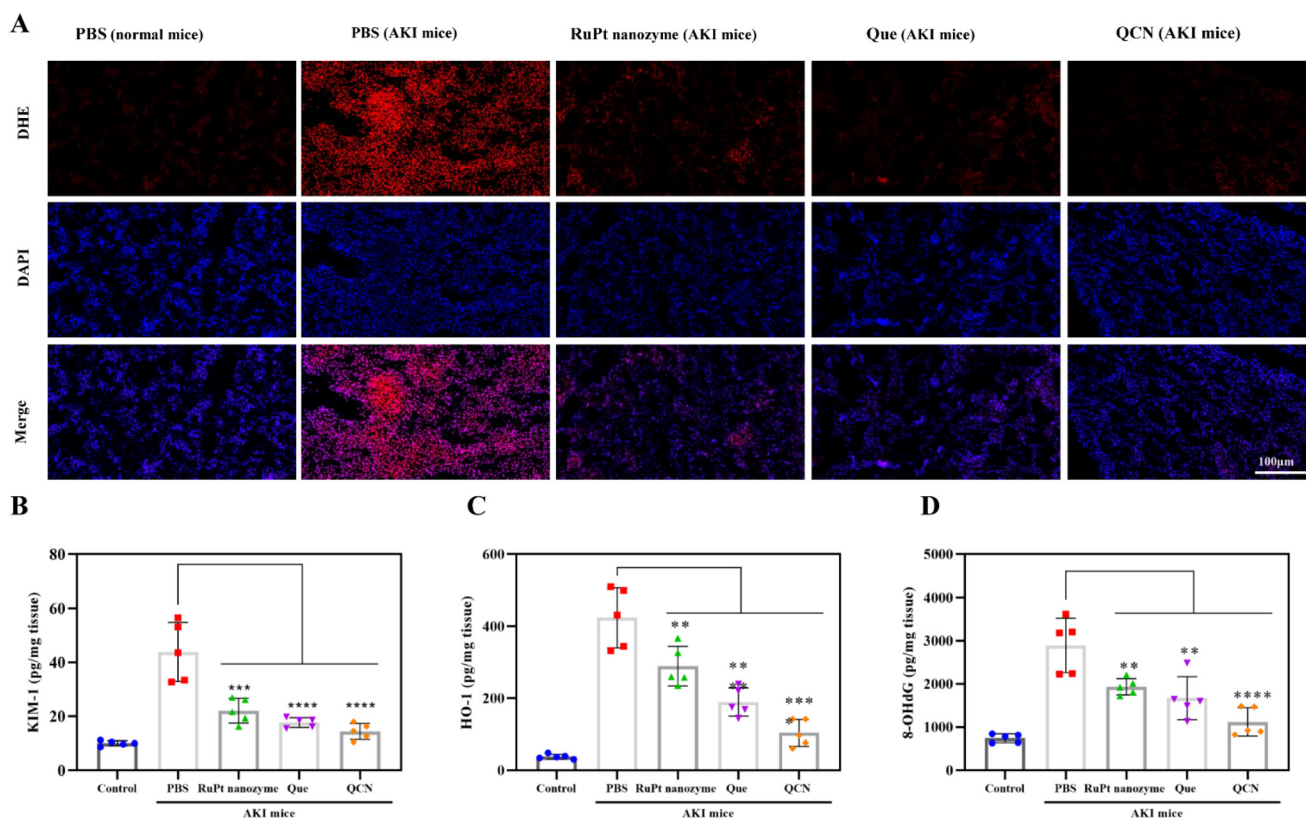 A
PBS (normal mice)
PBS (AKI mice)
RuPt nanozyme (AKI mice)
Que (AKI mice)
QCN (AKI mice)
DHE
DAPI
Merge
100μm
B
KIM-1 (pg/mg tissue)
80
60
40
20
0
***
****
****
Control
PBS
RuPt nanozyme
Que
QCN
AKI mice
C
HO-1 (pg/mg tissue)
600
400
200
0
**
**
**
***
*
Control
PBS
RuPt nanozyme
Que
QCN
AKI mice
D
8-OHdG (pg/mg tissue)
5000
4000
3000
2000
1000
0
**
**
****
Control
PBS
RuPt nanozyme
Que
QCN
AKI mice